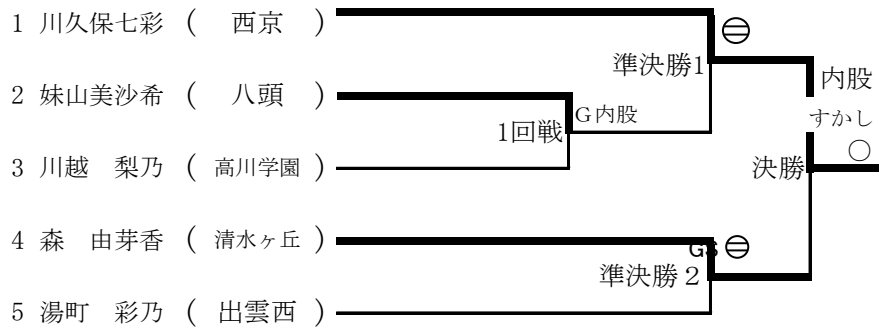 1 川久保七彩 ( 西京 )
準決勝1
内股
2 妹山美沙希 ( 八頭 )
G内股
すかし
1回戦
○
3 川越 梨乃 ( 高川学園 )
決勝
4 森 由芽香 ( 清水ヶ丘 )
GS
準決勝２
5 湯町 彩乃 ( 出雲西 )